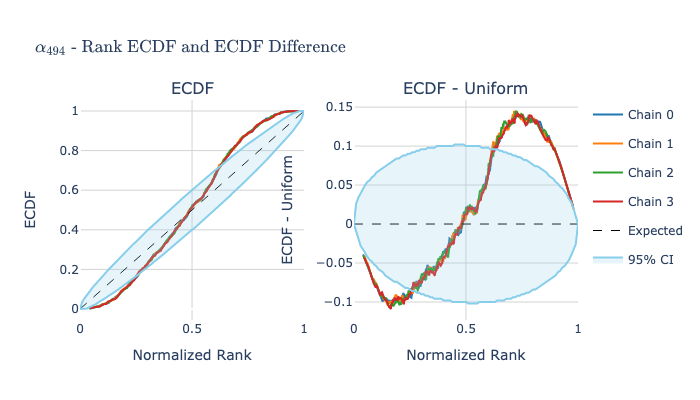 α494 - Rank ECDF and ECDF Difference
ECDF
ECDF - Uniform
1
0.8
0.6
0.4
0.2
0
0
0.5
1
ECDF
Normalized Rank
0.15
0.1
0.05
0
−0.05
−0.1
0
0.5
1
ECDF - Uniform
Normalized Rank
Chain 0
Chain 1
Chain 2
Chain 3
Expected
95% CI